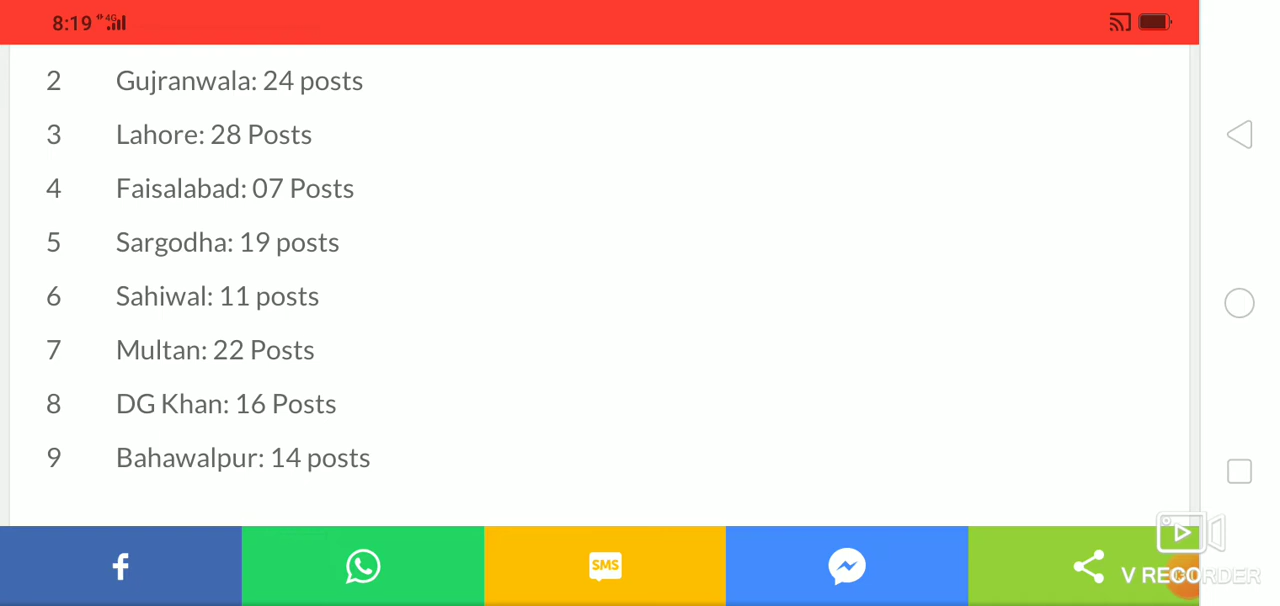 8:19 4G
2 Gujranwala: 24 posts
3 Lahore: 28 Posts
4 Faisalabad: 07 Posts
5 Sargodha: 19 posts
6 Sahiwal: 11 posts
7 Multan: 22 Posts
8 DG Khan: 16 Posts
9 Bahawalpur: 14 posts
SMS
V RECORDER